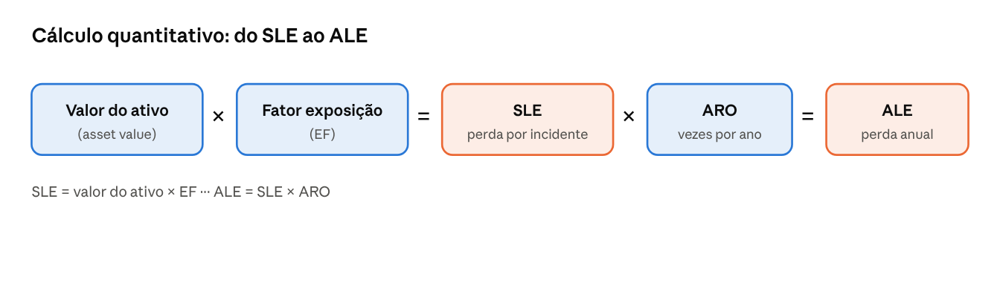 Cálculo quantitativo: do SLE ao ALE
Valor do ativo × Fator exposição = SLE × ARO = ALE
(asset value) (EF) perda por incidente vezes por ano perda anual
SLE = valor do ativo × EF ··· ALE = SLE × ARO